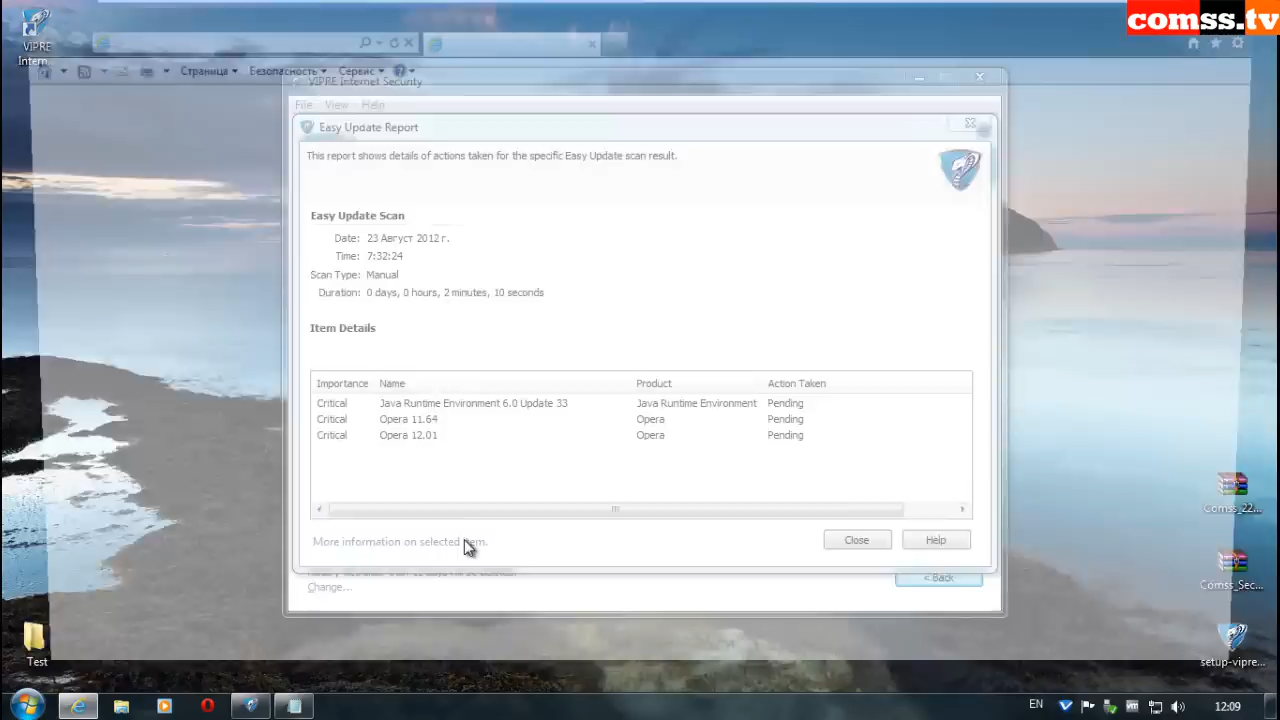 comss.tv
VIPRE
Intern...
Страница
Безопасность
Сервис
VIPRE Internet Security
File View Help
Easy Update Report
This report shows details of actions taken for the specific Easy Update scan result.
Easy Update Scan
Date: 23 Август 2012 г.
Time: 7:32:24
Scan Type: Manual
Duration: 0 days, 0 hours, 2 minutes, 10 seconds
Item Details
Importance Name Product Action Taken
Critical Java Runtime Environment 6.0 Update 33 Java Runtime Environment Pending
Critical Opera 11.64 Opera Pending
Critical Opera 12.01 Opera Pending
More information on selected item.
Close
Help
Change...
< Back
Comss_22...
Comss_Sec...
setup-vipre...
Test
EN
12:09